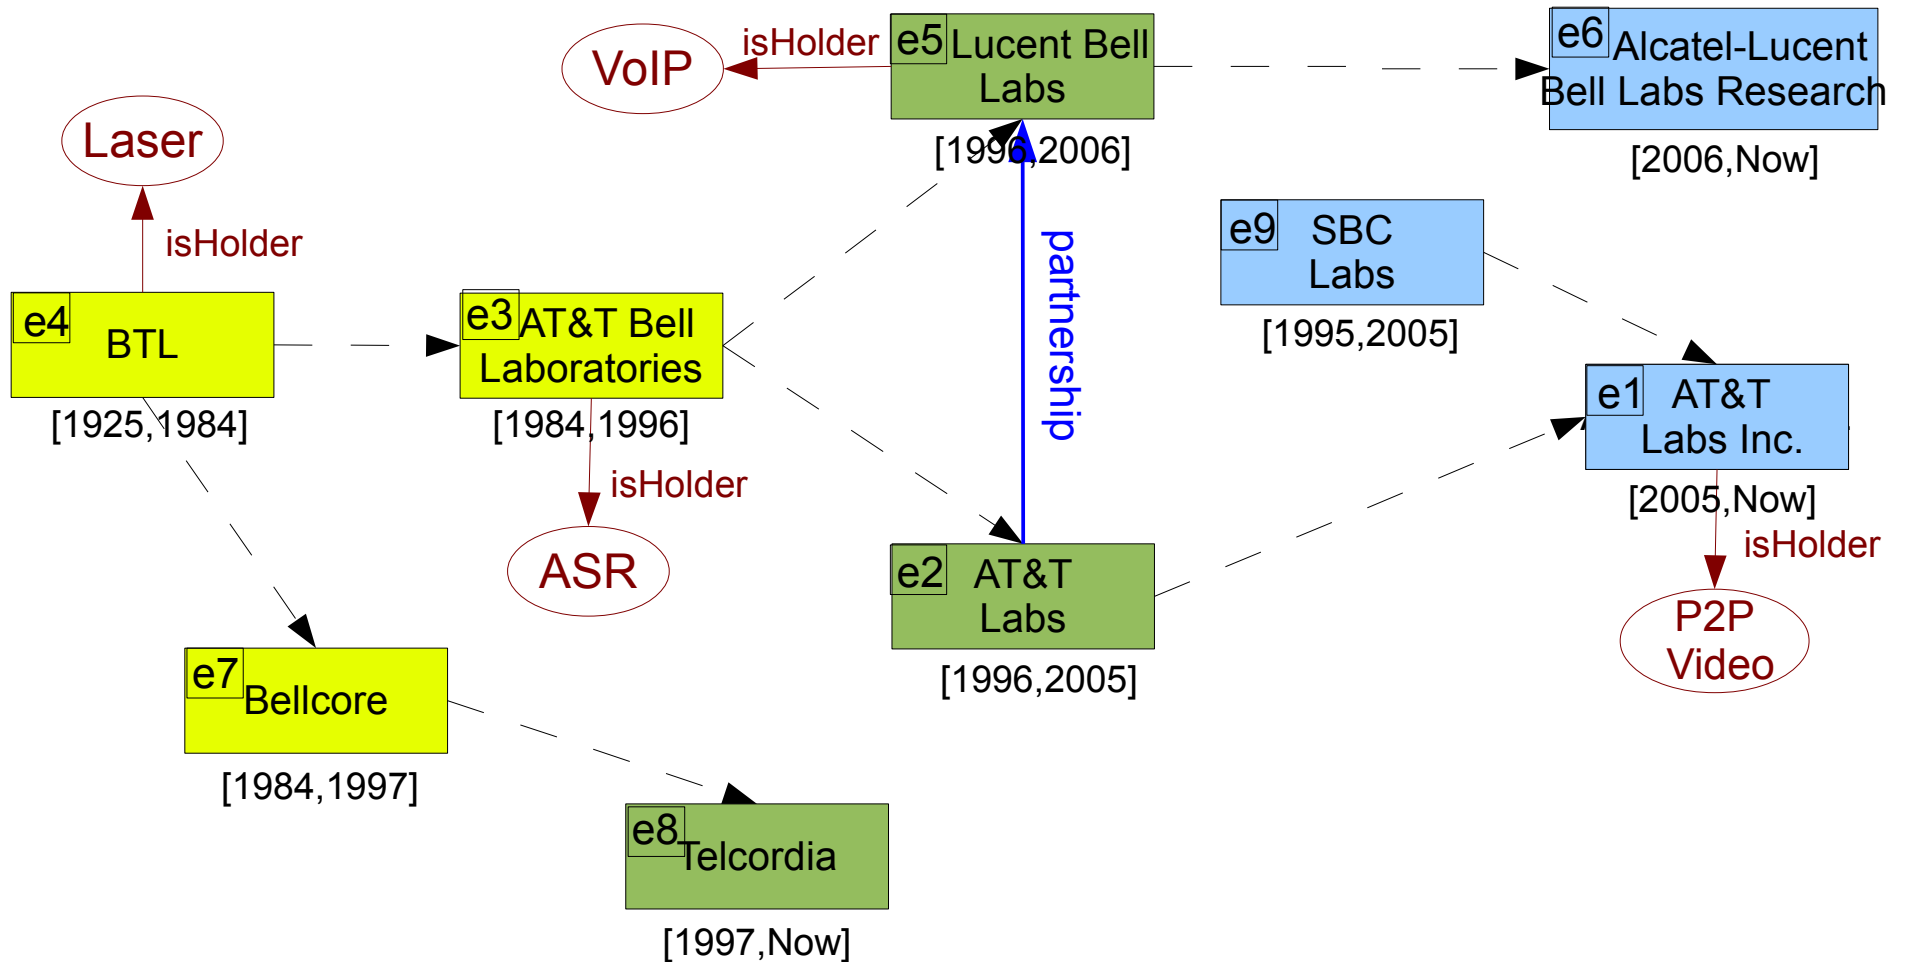 e5
Lucent Bell
Labs
[1996,2006]
isHolder
VoIP
e6
Alcatel-Lucent
Bell Labs Research
[2006,Now]
Laser
isHolder
e9
SBC
Labs
[1995,2005]
partnership
e4
BTL
[1925,1984]
e3
AT&T Bell
Laboratories
[1984,1996]
isHolder
ASR
e1
AT&T
Labs Inc.
[2005,Now]
isHolder
P2P
Video
e2
AT&T
Labs
[1996,2005]
e7
Bellcore
[1984,1997]
e8
Telcordia
[1997,Now]